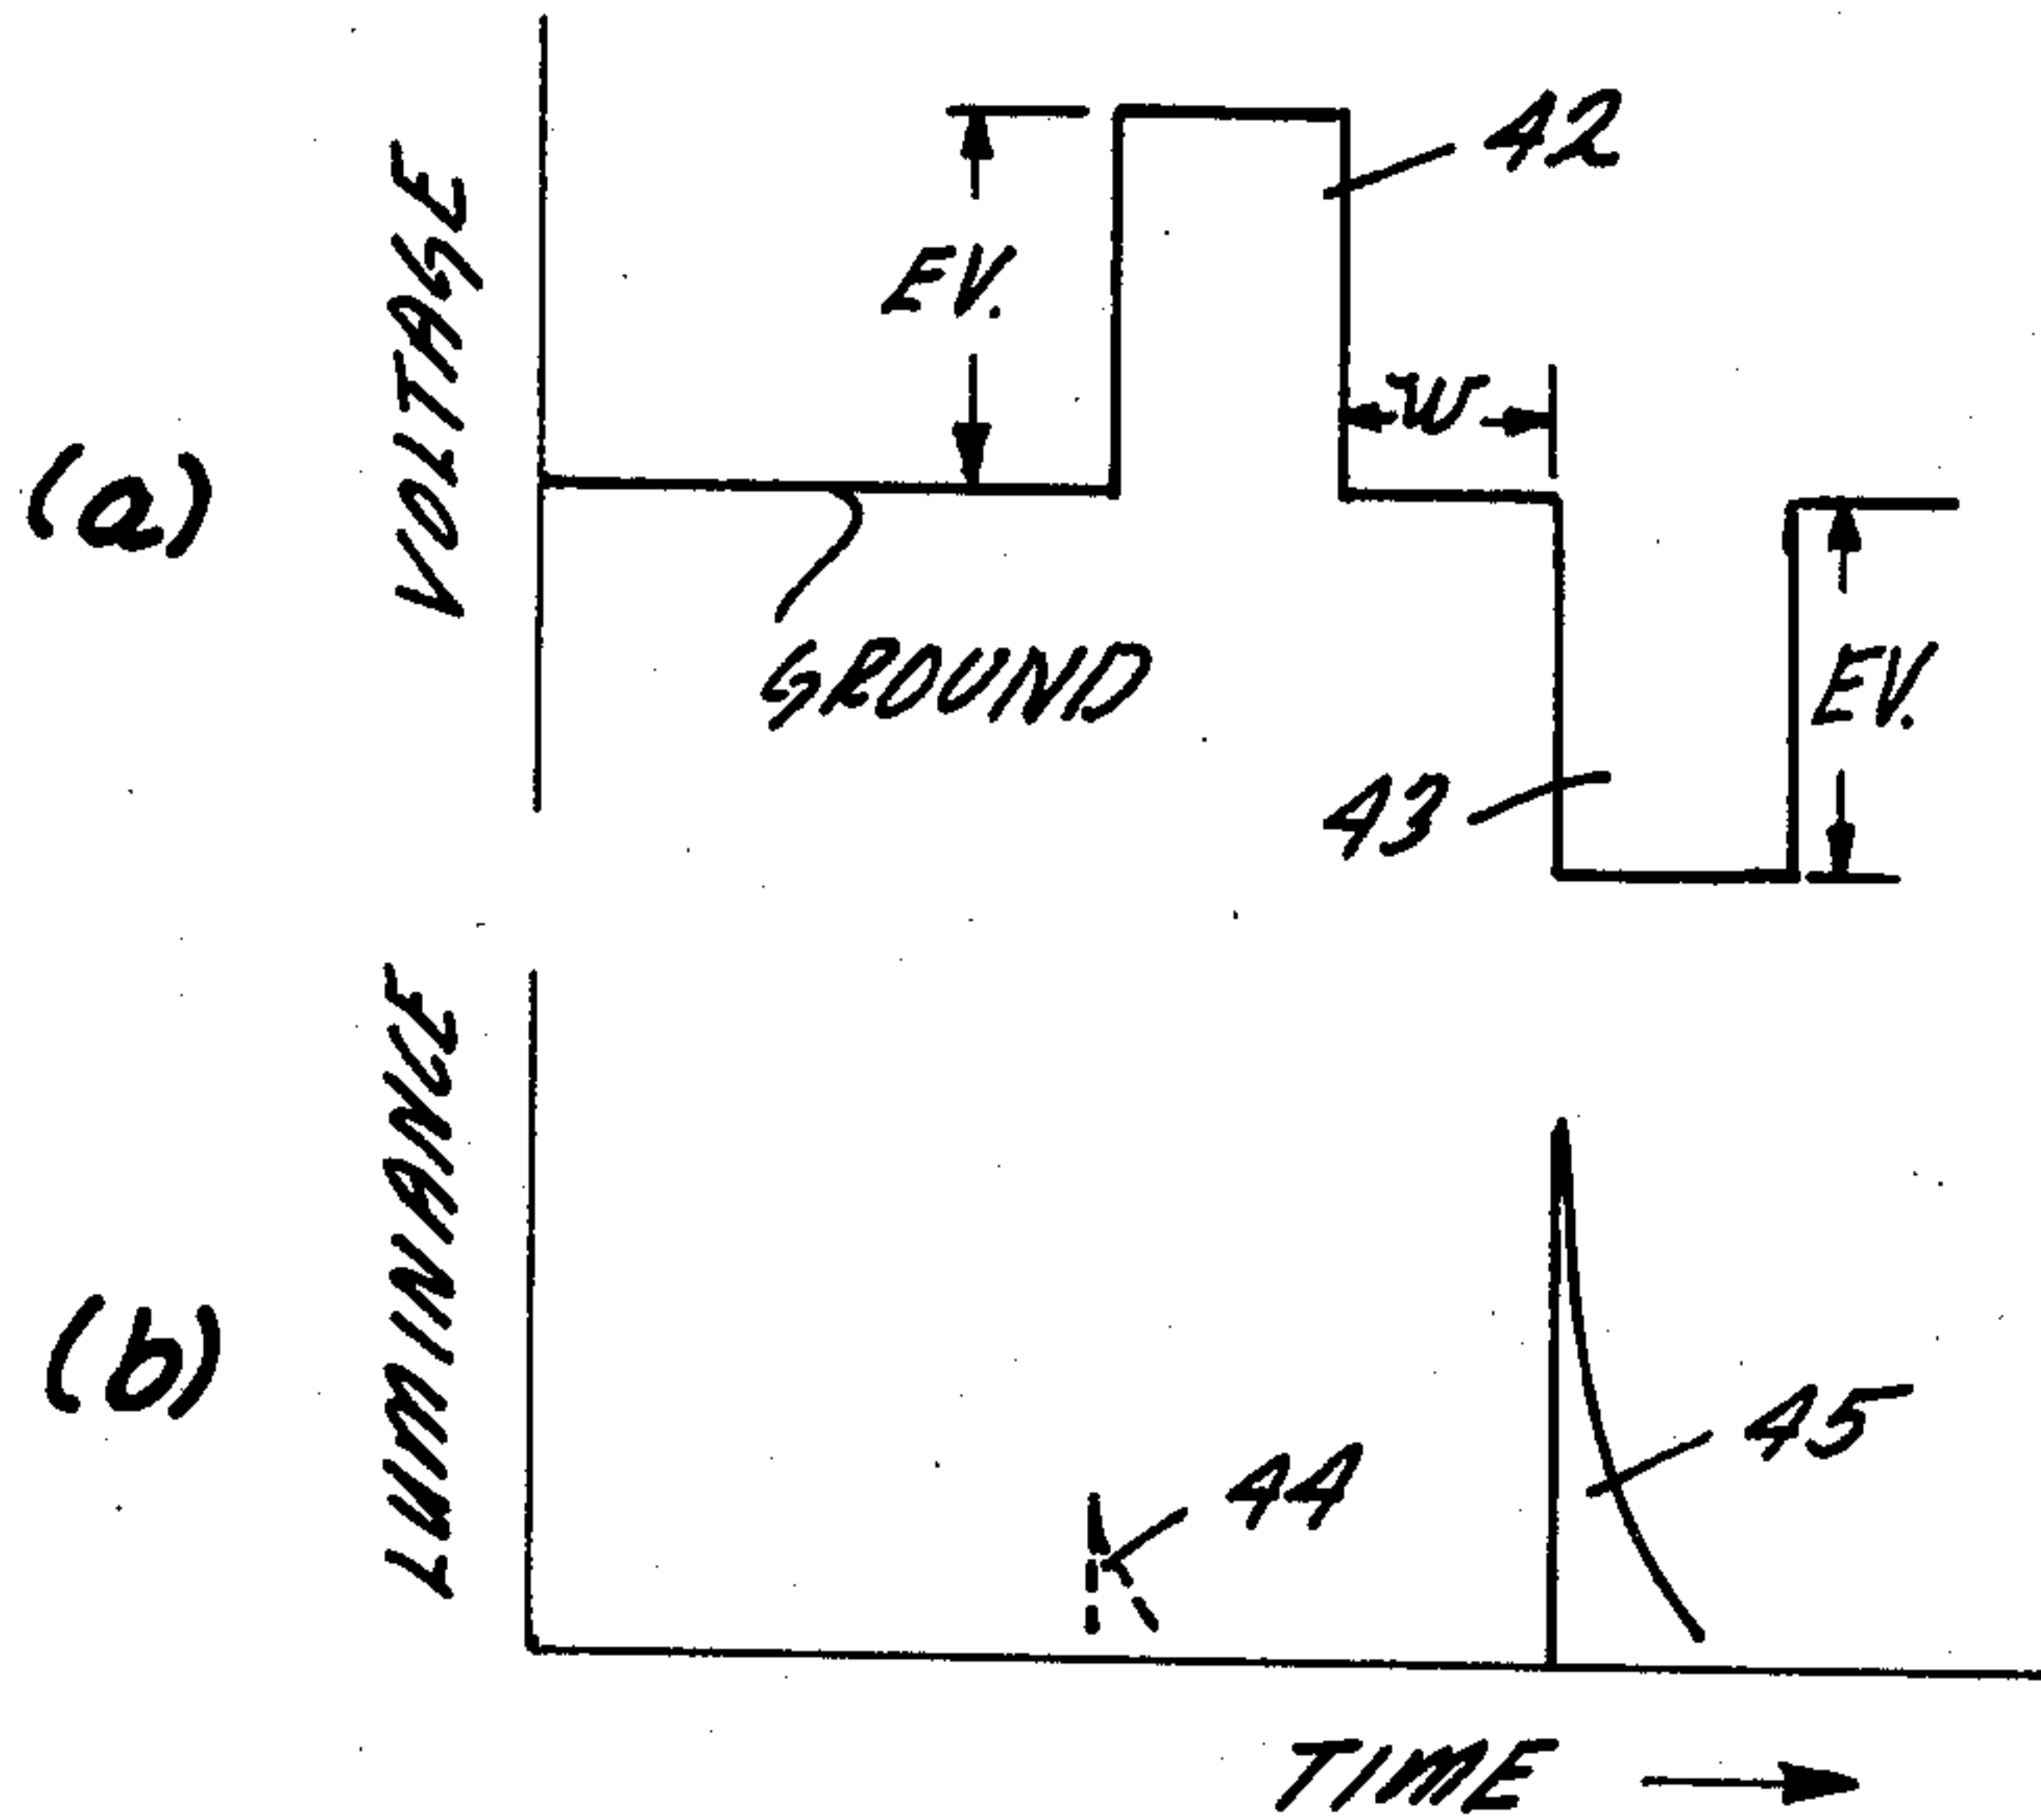 (a)
VOLTAGE
EV.
42
W
GROUND
EV.
43
(b)
LUMINANCE
44
45
TIME